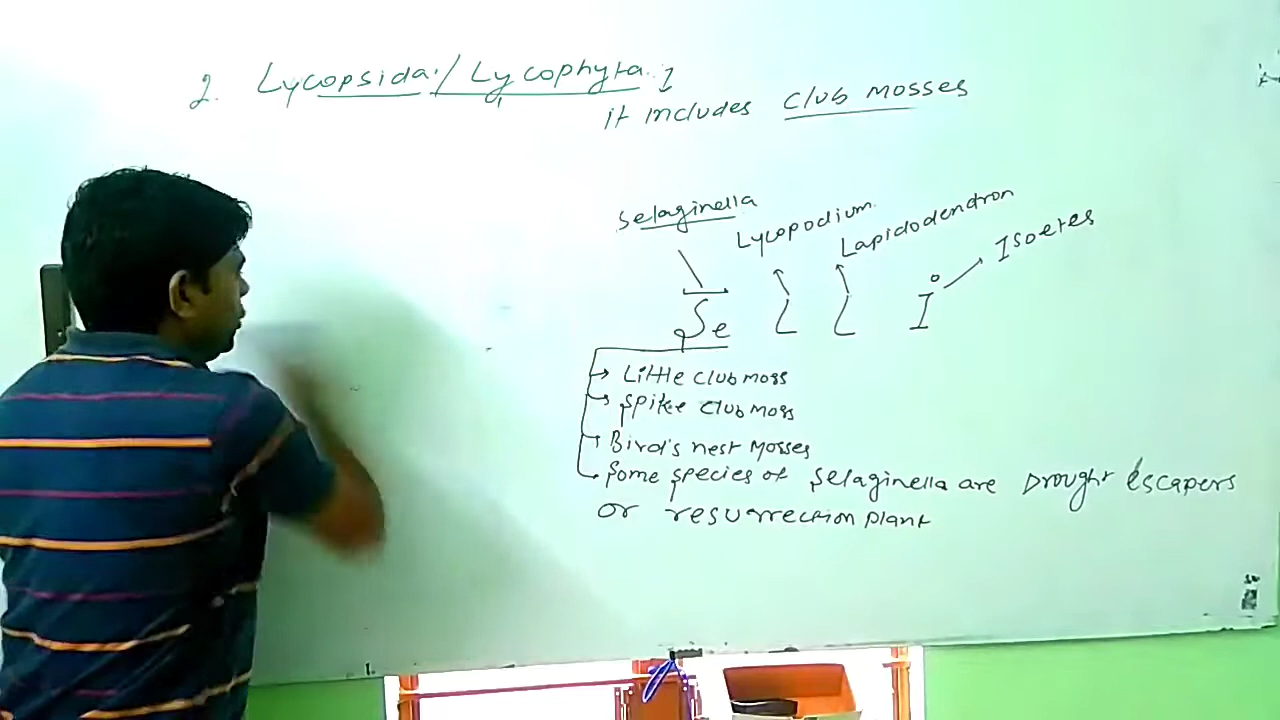 2. Lycopsida / Lycophyta :
it includes club mosses
Selaginella
Lycopodium
Lapidodendron
Isoetes
Se L L I
Little club moss
Spike club moss
Bird's nest Mosses
Some species of Selaginella are Drought Escapers
or resurrection plant
1.